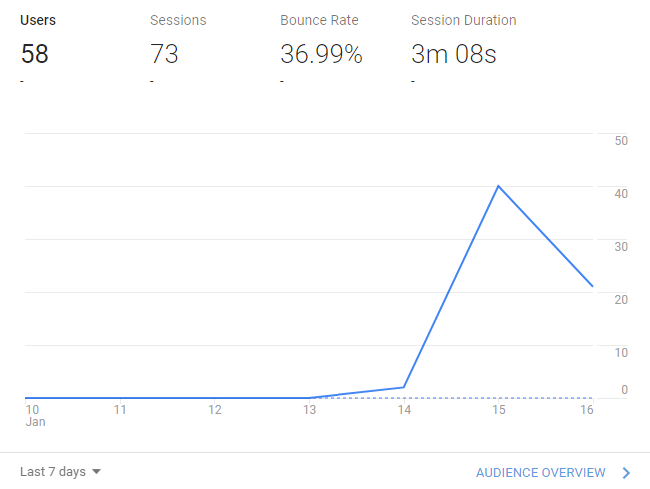 Users Sessions Bounce Rate Session Duration
58 73 36.99% 3m 08s
- - - -
50
40
30
20
10
0
10 11 12 13 14 15 16
Jan
Last 7 days AUDIENCE OVERVIEW